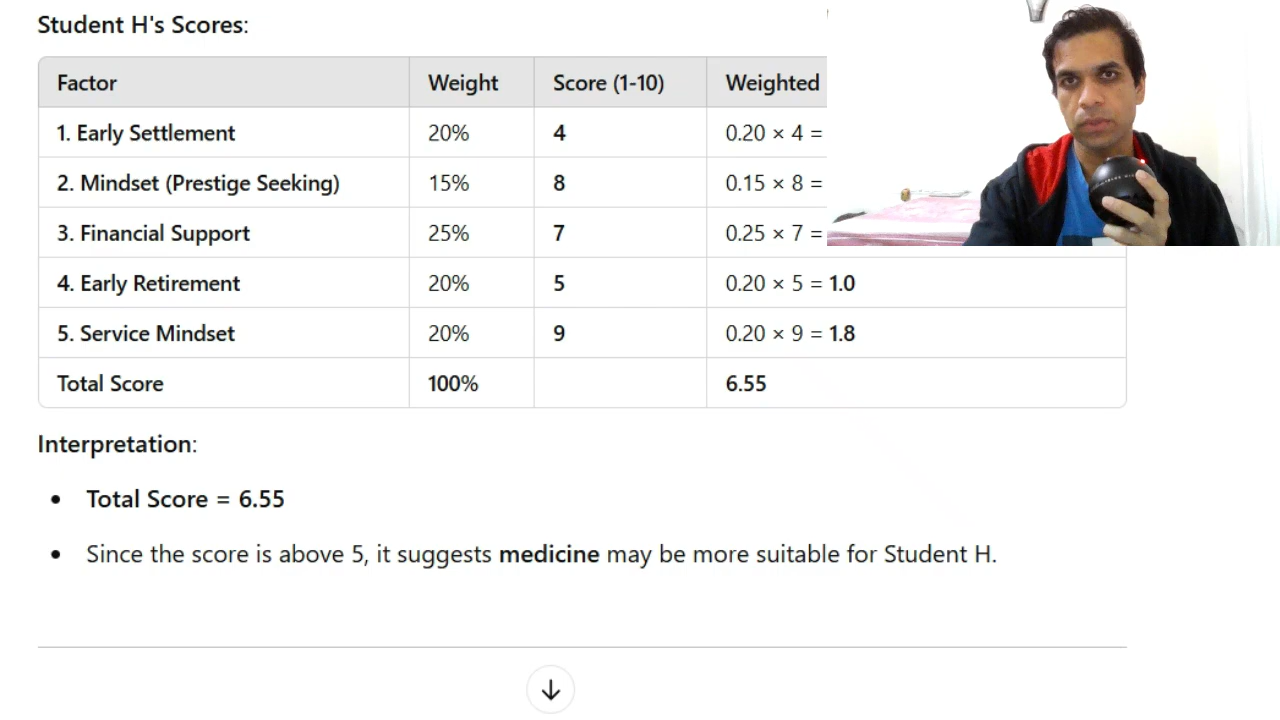 Student H's Scores:
Factor Weight Score (1-10) Weighted
1. Early Settlement 20% 4 0.20 × 4 =
2. Mindset (Prestige Seeking) 15% 8 0.15 × 8 =
3. Financial Support 25% 7 0.25 × 7 =
4. Early Retirement 20% 5 0.20 × 5 = 1.0
5. Service Mindset 20% 9 0.20 × 9 = 1.8
Total Score 100% 6.55
Interpretation:
• Total Score = 6.55
• Since the score is above 5, it suggests medicine may be more suitable for Student H.